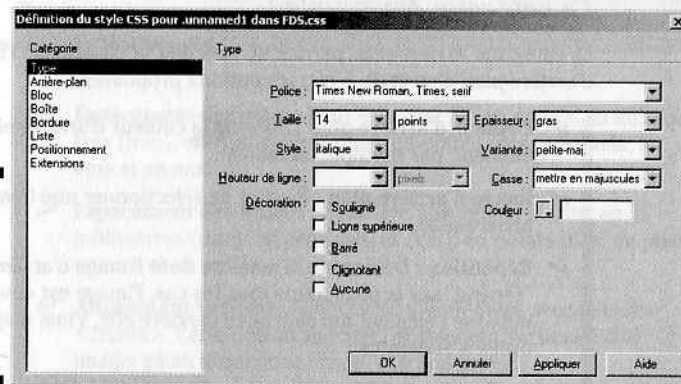 Définition du style CSS pour .unnamed1 dans FDS.css
Catégorie
Type
Type
Arrière-plan
Bloc
Boîte
Bordure
Liste
Positionnement
Extensions
Police : Times New Roman, Times, serif
Taille : 14 points Epaisseur : gras
Style : italique Variante : petite-maj.
Hauteur de ligne : pixels Casse : mettre en majuscules
Décoration : Souligné Couleur :
Ligne supérieure
Barré
Clignotant
Aucune
OK Annuler Appliquer Aide